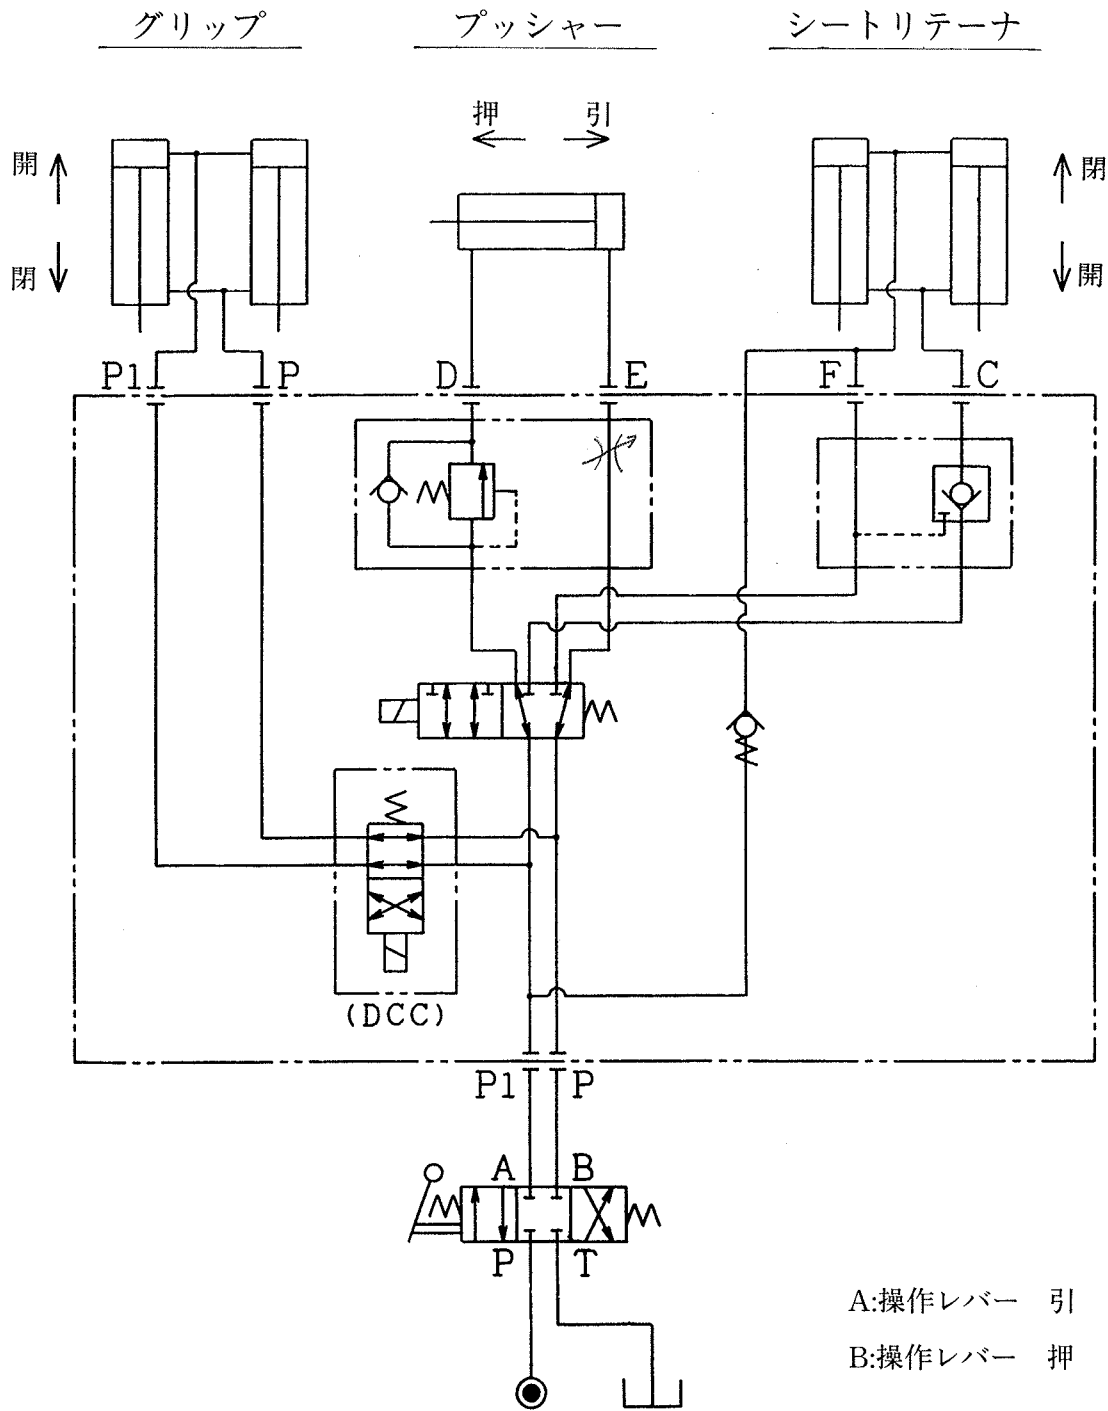 グリップ
プッシャー
シートリテーナ
押 引
開
閉
閉
開
P1 P D E F C
(DCC)
P1 P
A B
P T
A:操作レバー 引
B:操作レバー 押